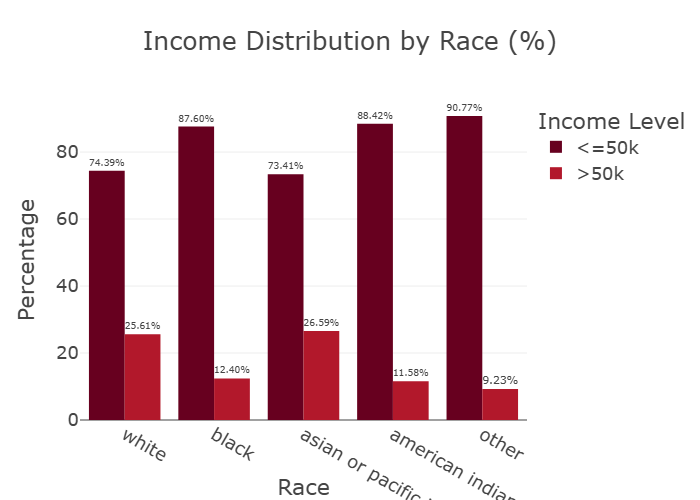 Income Distribution by Race (%)
Income Level
<=50k
>50k
Percentage
80
60
40
20
0
74.39%
25.61%
87.60%
12.40%
73.41%
26.59%
88.42%
11.58%
90.77%
9.23%
white
black
asian or pacific
american indian
other
Race